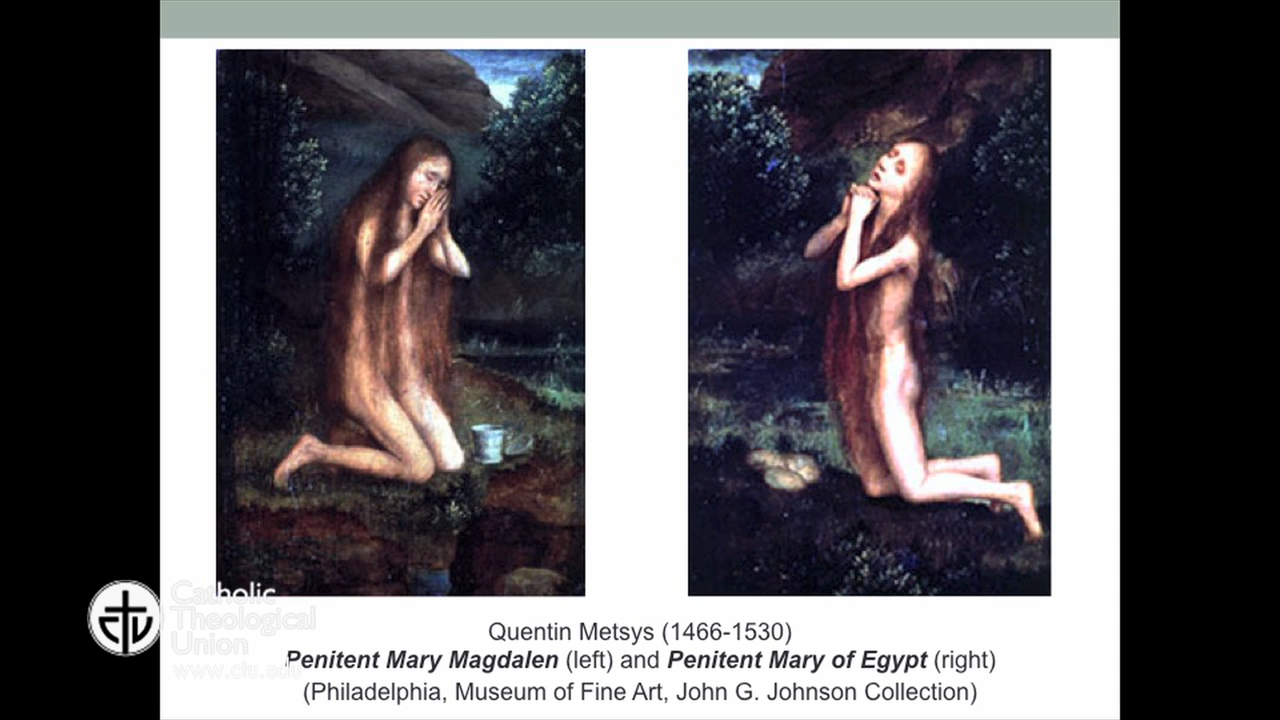 Quentin Metsys (1466-1530)
Penitent Mary Magdalen (left) and Penitent Mary of Egypt (right)
(Philadelphia, Museum of Fine Art, John G. Johnson Collection)
Catholic
Theological
Union
www.ctu.edu